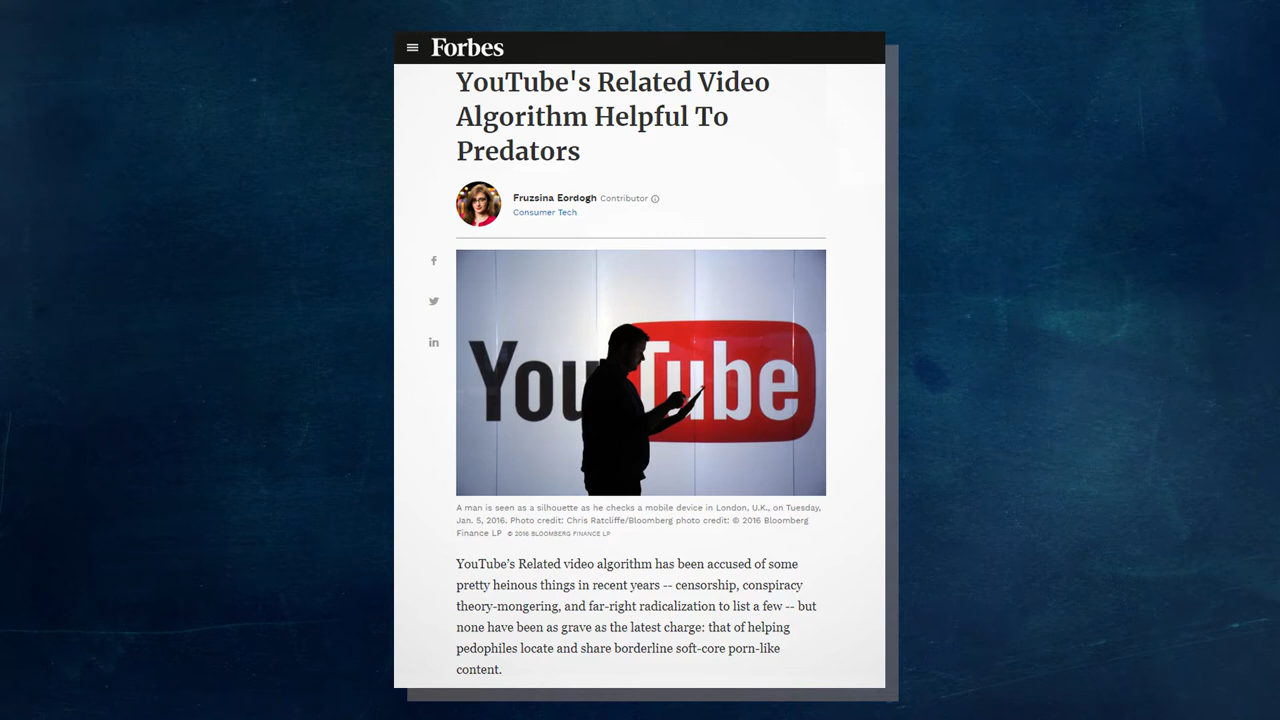 Forbes
YouTube's Related Video
Algorithm Helpful To
Predators
Fruzsina Eordogh Contributor
Consumer Tech
YouTube
A man is seen as a silhouette as he checks a mobile device in London, U.K., on Tuesday,
Jan. 5, 2016. Photo credit: Chris Ratcliffe/Bloomberg photo credit: © 2016 Bloomberg
Finance LP © 2016 BLOOMBERG FINANCE LP
YouTube's Related video algorithm has been accused of some
pretty heinous things in recent years -- censorship, conspiracy
theory-mongering, and far-right radicalization to list a few -- but
none have been as grave as the latest charge: that of helping
pedophiles locate and share borderline soft-core porn-like
content.